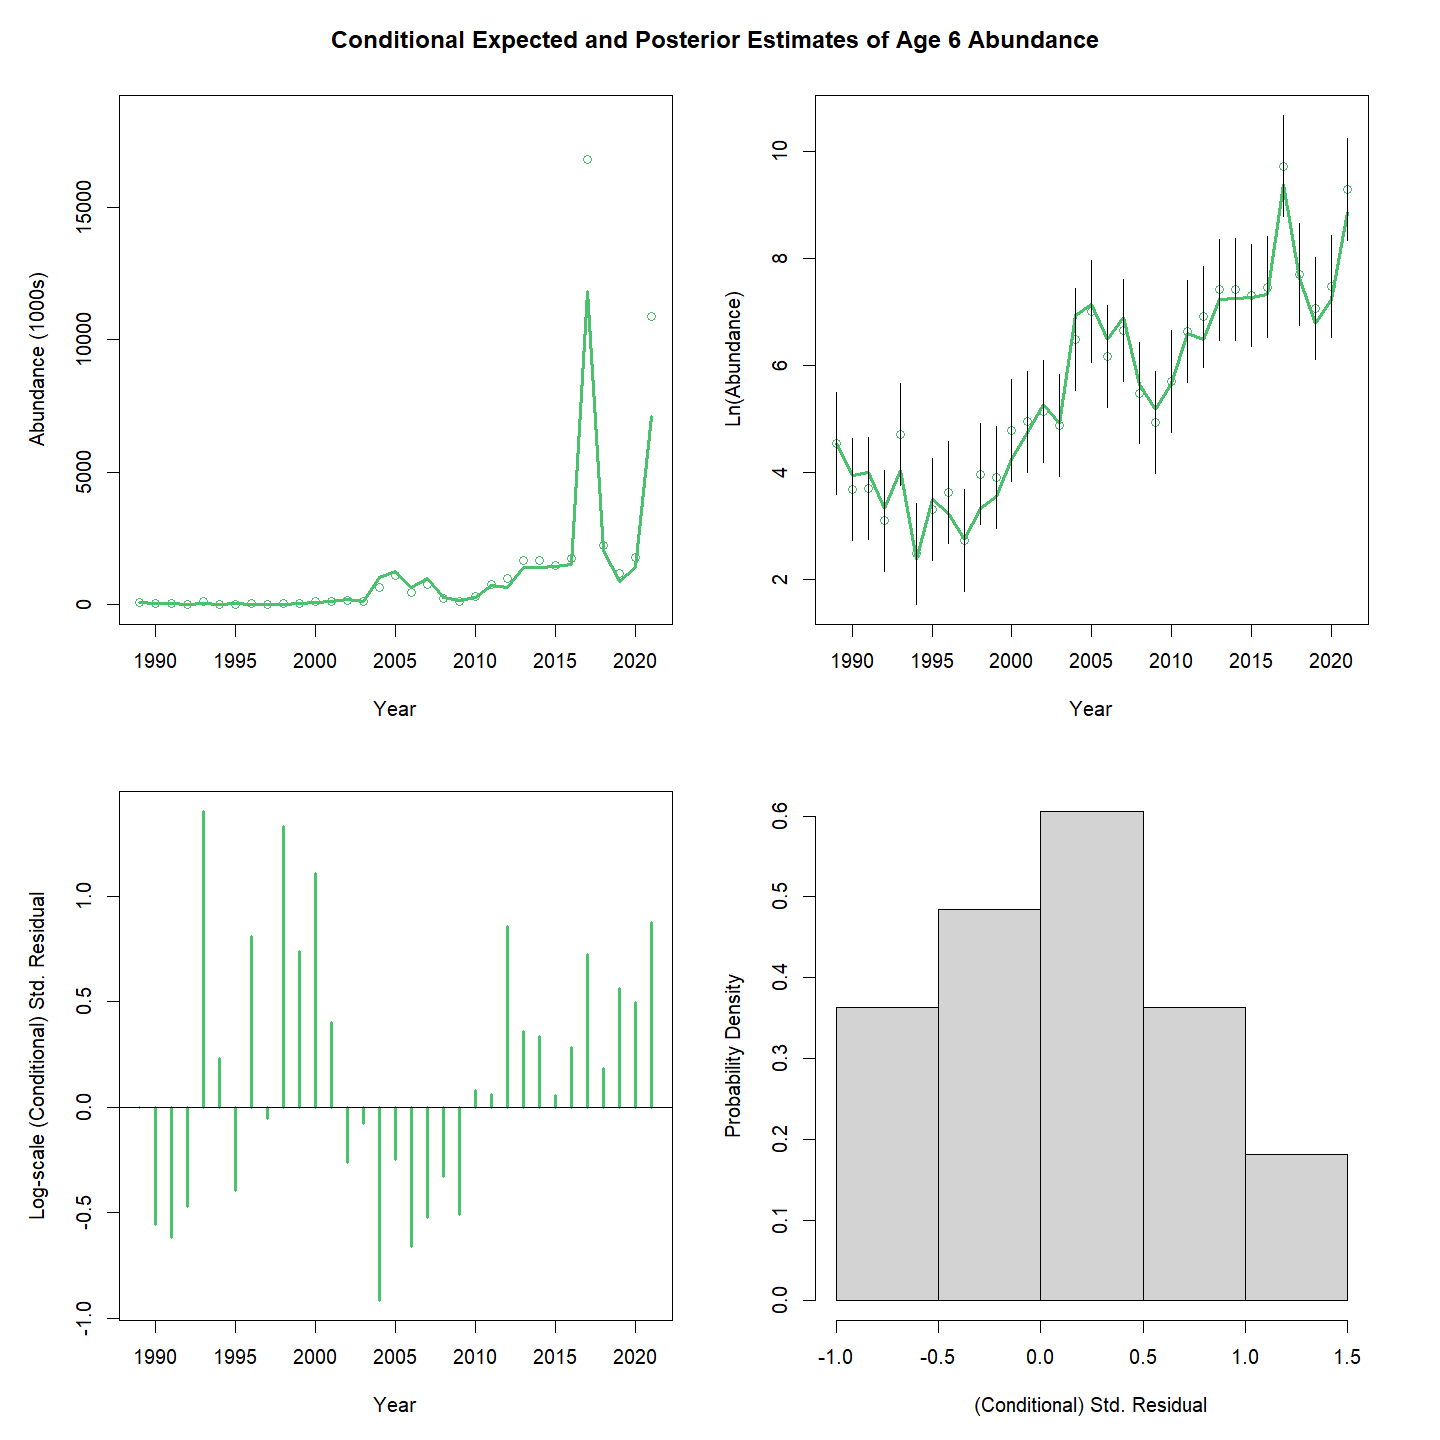 Conditional Expected and Posterior Estimates of Age 6 Abundance
Abundance (1000s)
15000
10000
5000
0
1990 1995 2000 2005 2010 2015 2020
Year
Ln(Abundance)
10
8
6
4
2
1990 1995 2000 2005 2010 2015 2020
Year
Log-scale (Conditional) Std. Residual
1.0
0.5
0.0
-0.5
-1.0
1990 1995 2000 2005 2010 2015 2020
Year
Probability Density
0.6
0.5
0.4
0.3
0.2
0.1
0.0
-1.0 -0.5 0.0 0.5 1.0 1.5
(Conditional) Std. Residual